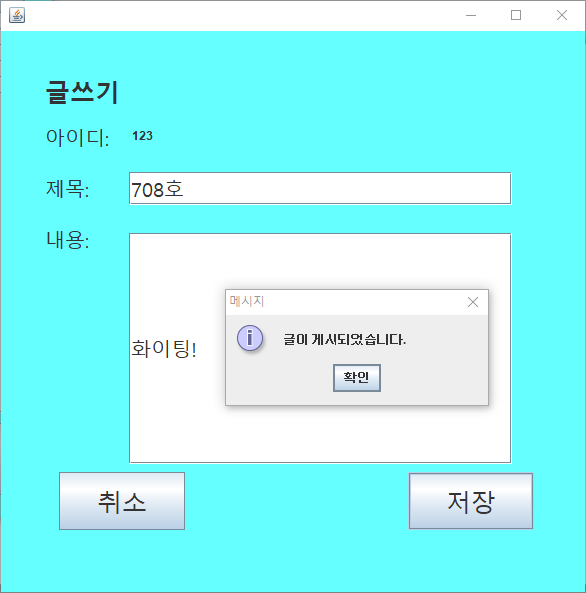 글쓰기
아이디: 123
제목: 708호
내용:
화이팅!
메시지
글이 게시되었습니다.
확인
취소
저장